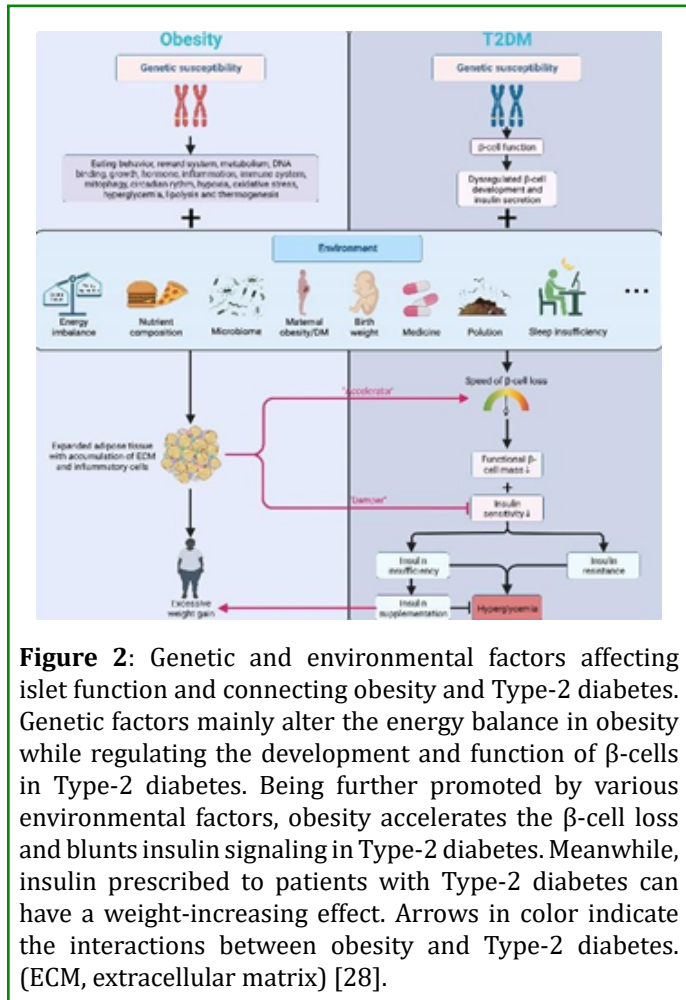 Obesity
T2DM
Genetic susceptibility
Genetic susceptibility
Eating behavior, reward system, metabolism, DNA
binding, growth, hormone, inflammation, immune system,
mitophagy, circadian rythm, hypoxia, oxidative stress,
hyperglycemia, lipolysis and thermogenesis
β-cell function
Dysregulated β-cell
development and
insulin secretion
+
+
Environment
Energy
imbalance
Nutrient
composition
Microbiome
Maternal
obesity/DM
Birth
weight
Medicine
Polution
Sleep insufficiency
...
Speed of β-cell loss
"Accelerator"
Expanded adipose tissue
with accumulation of ECM
and inflammatory cells
Functional β-
cell mass↓
+
"Damper"
Insulin
sensitivity↓
Insulin
insufficiency
Insulin
resistance
Excessive
weight gain
Insulin
supplementation
Hyperglycemia
Figure 2: Genetic and environmental factors affecting
islet function and connecting obesity and Type-2 diabetes.
Genetic factors mainly alter the energy balance in obesity
while regulating the development and function of β-cells
in Type-2 diabetes. Being further promoted by various
environmental factors, obesity accelerates the β-cell loss
and blunts insulin signaling in Type-2 diabetes. Meanwhile,
insulin prescribed to patients with Type-2 diabetes can
have a weight-increasing effect. Arrows in color indicate
the interactions between obesity and Type-2 diabetes.
(ECM, extracellular matrix) [28].